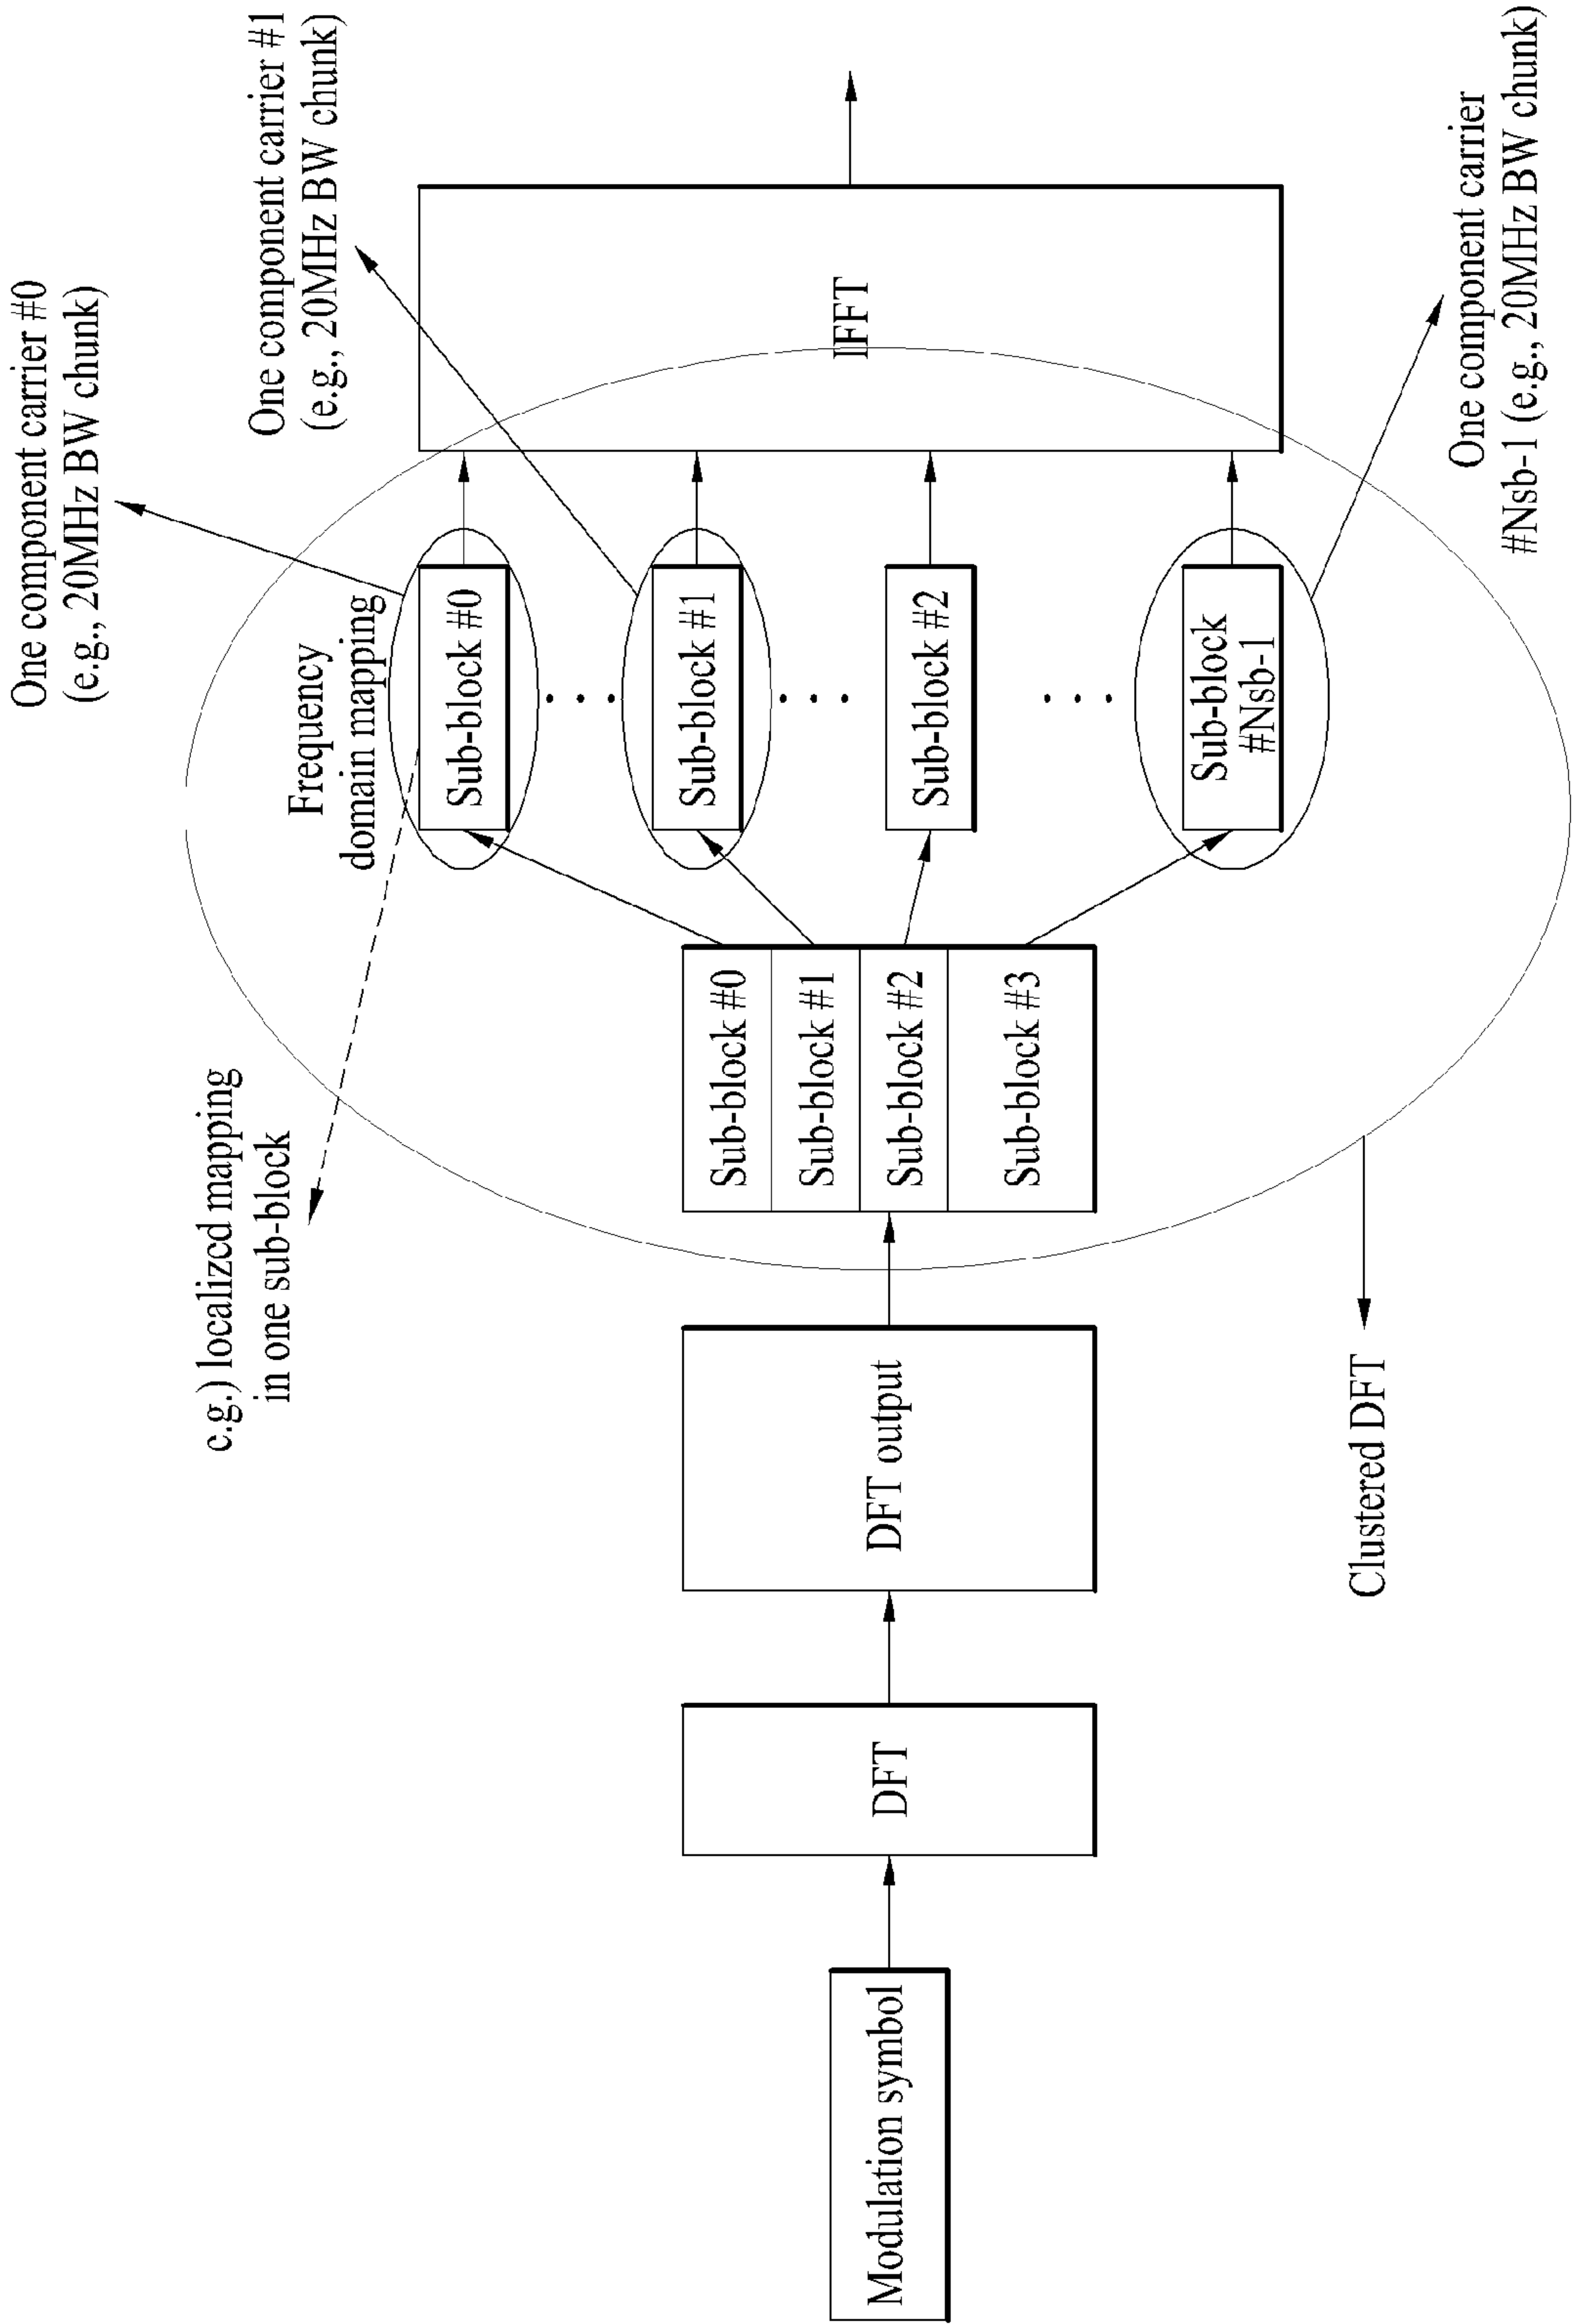 One component carrier #0
(e.g., 20MHz BW chunk)
e.g.) localized mapping
in one sub-block
One component carrier #1
(e.g., 20MHz BW chunk)
Frequency
domain mapping
Modulation symbol
DFT
DFT output
Sub-block #0
Sub-block #1
Sub-block #2
Sub-block #3
Sub-block #0
Sub-block #1
Sub-block #2
Sub-block
#Nsb-1
IFFT
Clustered DFT
One component carrier
#Nsb-1 (e.g., 20MHz BW chunk)